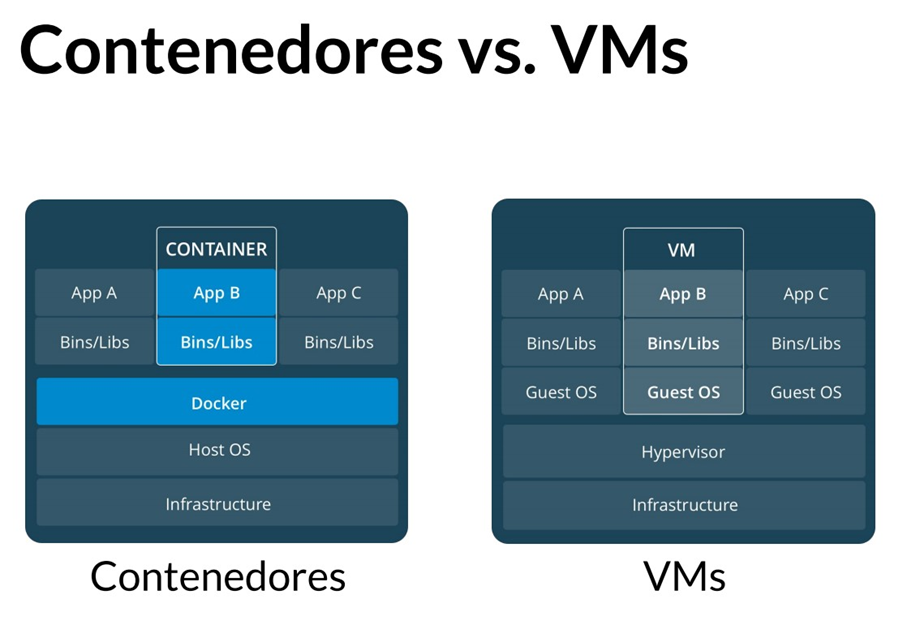 Contenedores vs. VMs
CONTAINER
App A
App B
App C
Bins/Libs
Bins/Libs
Bins/Libs
Docker
Host OS
Infrastructure
Contenedores
VM
App A
App B
App C
Bins/Libs
Bins/Libs
Bins/Libs
Guest OS
Guest OS
Guest OS
Hypervisor
Infrastructure
VMs